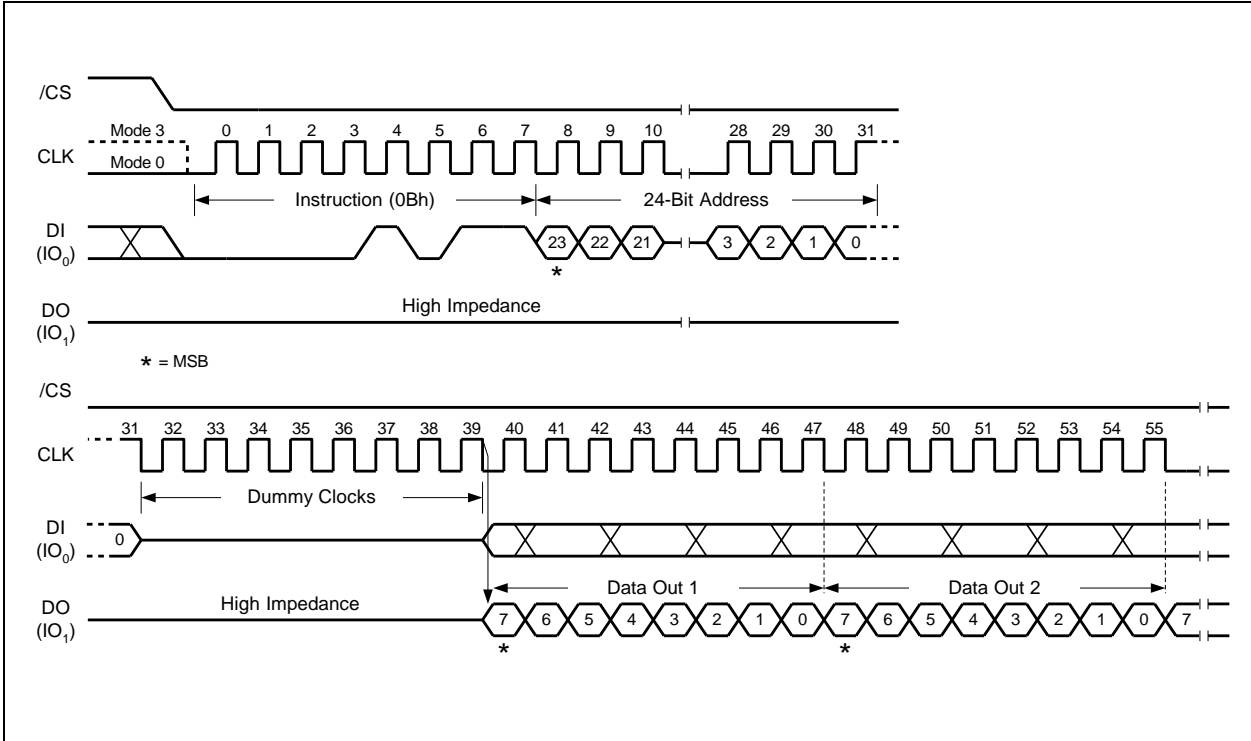 /CS
Mode 3 0 1 2 3 4 5 6 7 8 9 10 28 29 30 31
CLK
Mode 0
Instruction (0Bh) 24-Bit Address
DI
(IO0)
23 22 21 3 2 1 0
*
High Impedance
DO
(IO1)
* = MSB
/CS
31 32 33 34 35 36 37 38 39 40 41 42 43 44 45 46 47 48 49 50 51 52 53 54 55
CLK
Dummy Clocks
DI
(IO0)
0
Data Out 1 Data Out 2
High Impedance
DO
(IO1)
7 6 5 4 3 2 1 0 7 6 5 4 3 2 1 0 7
* *